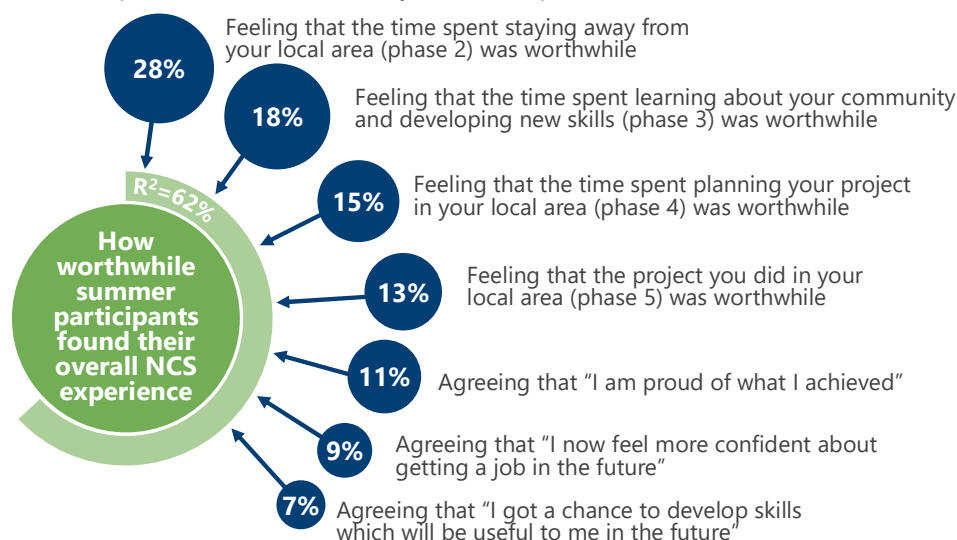 28%
Feeling that the time spent staying away from
your local area (phase 2) was worthwhile
18%
Feeling that the time spent learning about your community
and developing new skills (phase 3) was worthwhile
R²=62%
15%
Feeling that the time spent planning your project
in your local area (phase 4) was worthwhile
How
worthwhile
summer
participants
found their
overall NCS
experience
13%
Feeling that the project you did in your
local area (phase 5) was worthwhile
11%
Agreeing that “I am proud of what I achieved”
9%
Agreeing that “I now feel more confident about
getting a job in the future”
7%
Agreeing that “I got a chance to develop skills
which will be useful to me in the future”